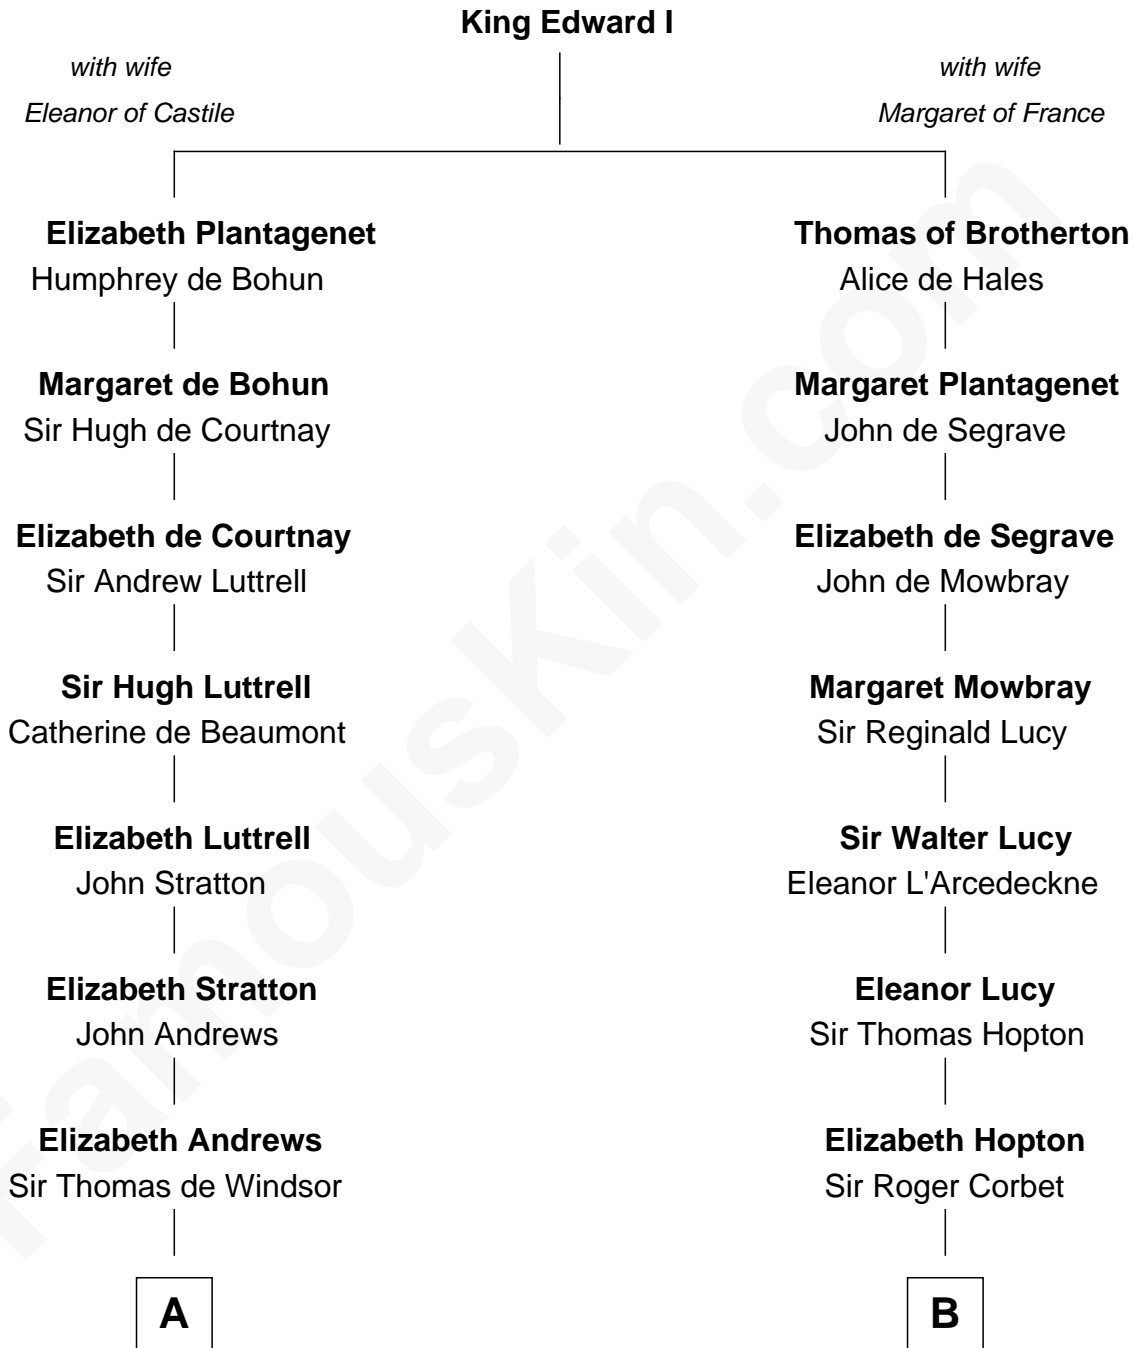 King Edward I
with wife
Eleanor of Castile
with wife
Margaret of France
Elizabeth Plantagenet
Humphrey de Bohun
Thomas of Brotherton
Alice de Hales
Margaret de Bohun
Sir Hugh de Courtnay
Margaret Plantagenet
John de Segrave
Elizabeth de Courtnay
Sir Andrew Luttrell
Elizabeth de Segrave
John de Mowbray
Sir Hugh Luttrell
Catherine de Beaumont
Margaret Mowbray
Sir Reginald Lucy
Elizabeth Luttrell
John Stratton
Sir Walter Lucy
Eleanor L'Arcedeckne
Elizabeth Stratton
John Andrews
Eleanor Lucy
Sir Thomas Hopton
Elizabeth Andrews
Sir Thomas de Windsor
Elizabeth Hopton
Sir Roger Corbet
A
B
FamousKin.com